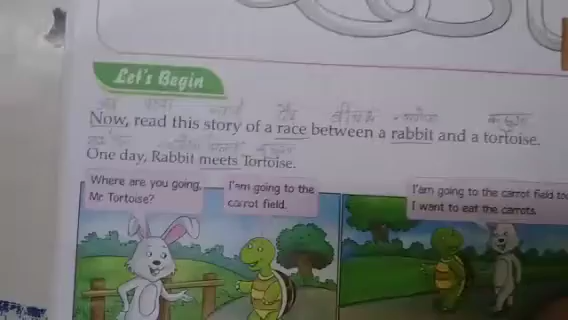 Let's Begin
Now, read this story of a race between a rabbit and a tortoise.
One day, Rabbit meets Tortoise.
Where are you going, Mr Tortoise?
I'am going to the carrot field.
I'am going to the carrot field
I want to eat the carrots.